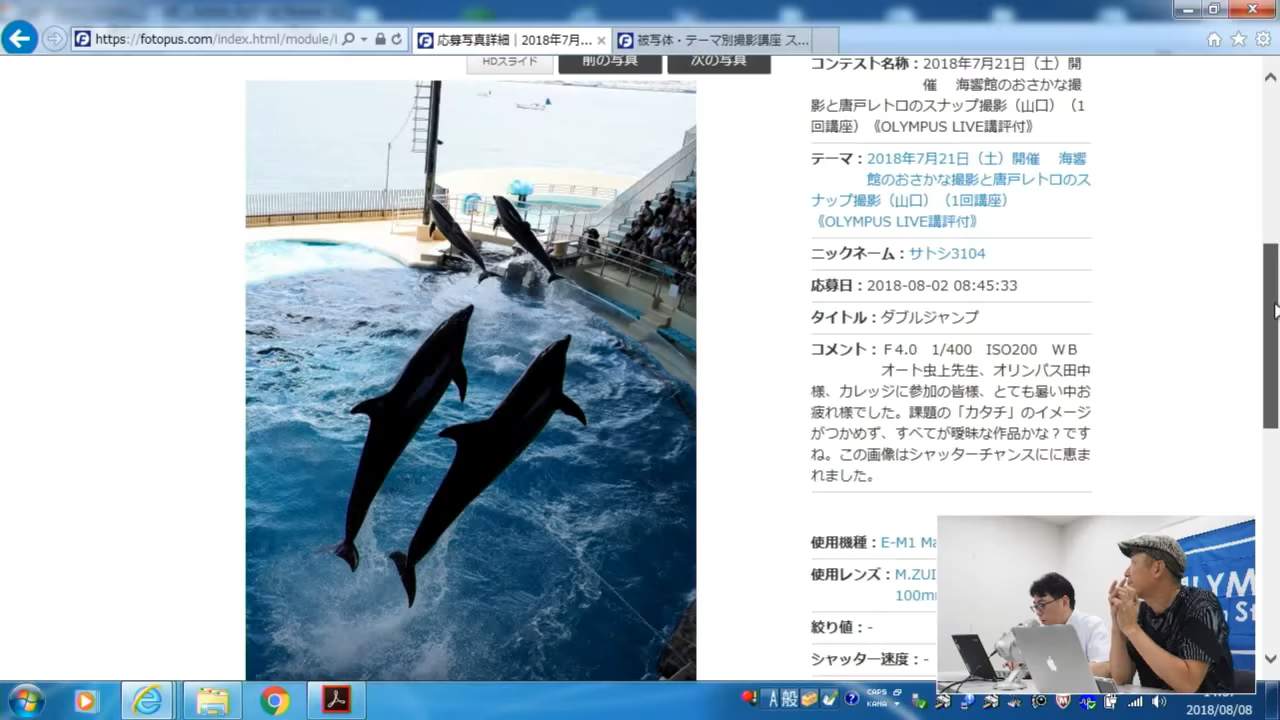 https://fotopus.com/index.html/module/l
応募写真詳細 | 2018年7月...
被写体・テーマ別撮影講座 ス...
HDスライド
前の写真
次の写真
コンテスト名称：2018年7月21日（土）開
催　海響館のおさかな撮
影と唐戸レトロのスナップ撮影（山口）（1
回講座）《OLYMPUS LIVE講評付》
テーマ：2018年7月21日（土）開催　海響
館のおさかな撮影と唐戸レトロのス
ナップ撮影（山口）（1回講座）
《OLYMPUS LIVE講評付》
ニックネーム：サトシ3104
応募日：2018-08-02 08:45:33
タイトル：ダブルジャンプ
コメント：Ｆ4.0　1/400　ISO200　ＷＢ
オート虫上先生、オリンパス田中
様、カレッジに参加の皆様、とても暑い中お
疲れ様でした。課題の「カタチ」のイメージ
がつかめず、すべてが曖昧な作品かな？です
ね。この画像はシャッターチャンスにに恵ま
れました。
使用機種：E-M1 Ma
使用レンズ：M.ZUI
100mm
絞り値：-
シャッター速度：-
LYM
St
A 般
CAPS
KANA
2018/08/08